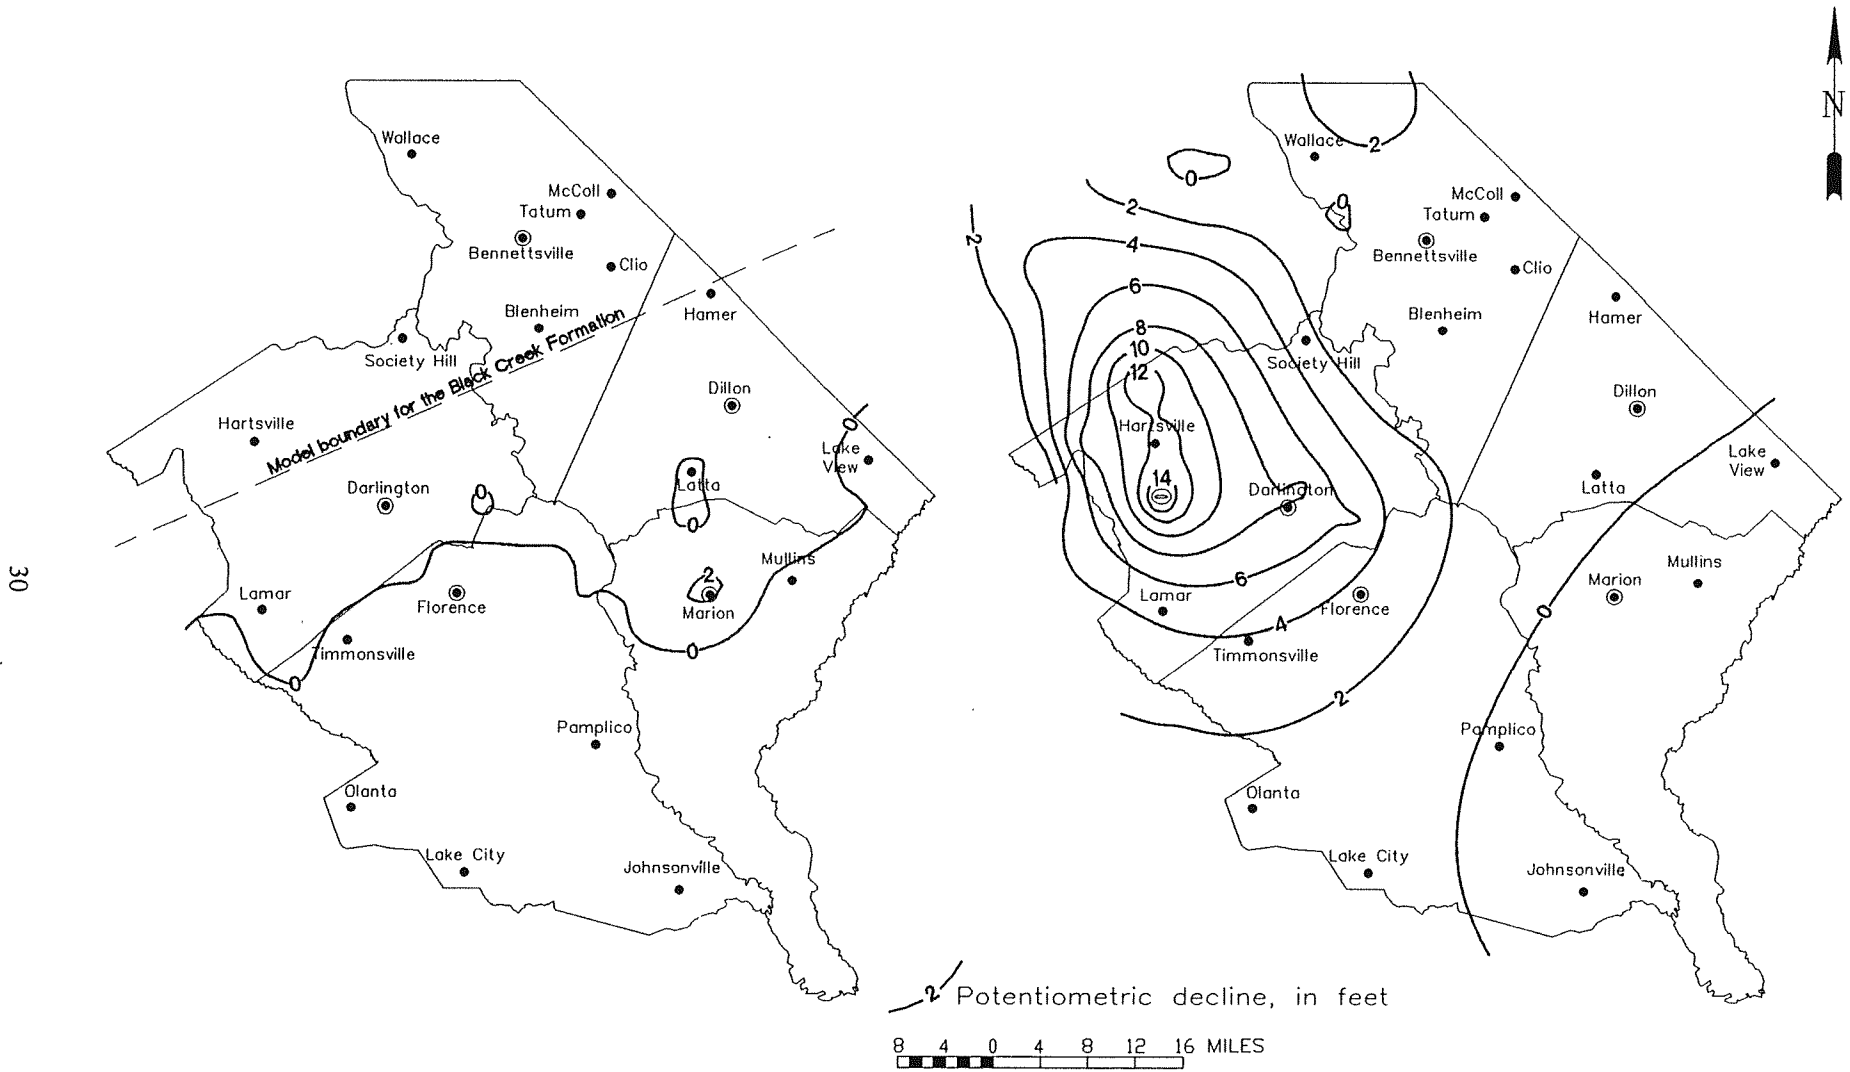 N
Wallace
McColl
Tatum
Bennettsville
Clio
Blenheim
Hamer
Society Hill
Model boundary for the Black Creek Formation
Dillon
Hartsville
0
Lake
View
Latta
Darlington
0
0
Mullins
2
Marion
Lamar
Florence
Timmonsville
0
0
Pamplico
Olanta
Lake City
Johnsonville
Wallace
2
0
McColl
0
2
Tatum
2
4
Bennettsville
Clio
6
Hamer
Blenheim
8
10
Society Hill
12
Dillon
Hartsville
Lake
View
14
Darlington
Latta
Mullins
6
Marion
Lamar
Florence
0
4
Timmonsville
2
Pamplico
Olanta
Lake City
Johnsonville
30
2 Potentiometric decline, in feet
8 4 0 4 8 12 16 MILES